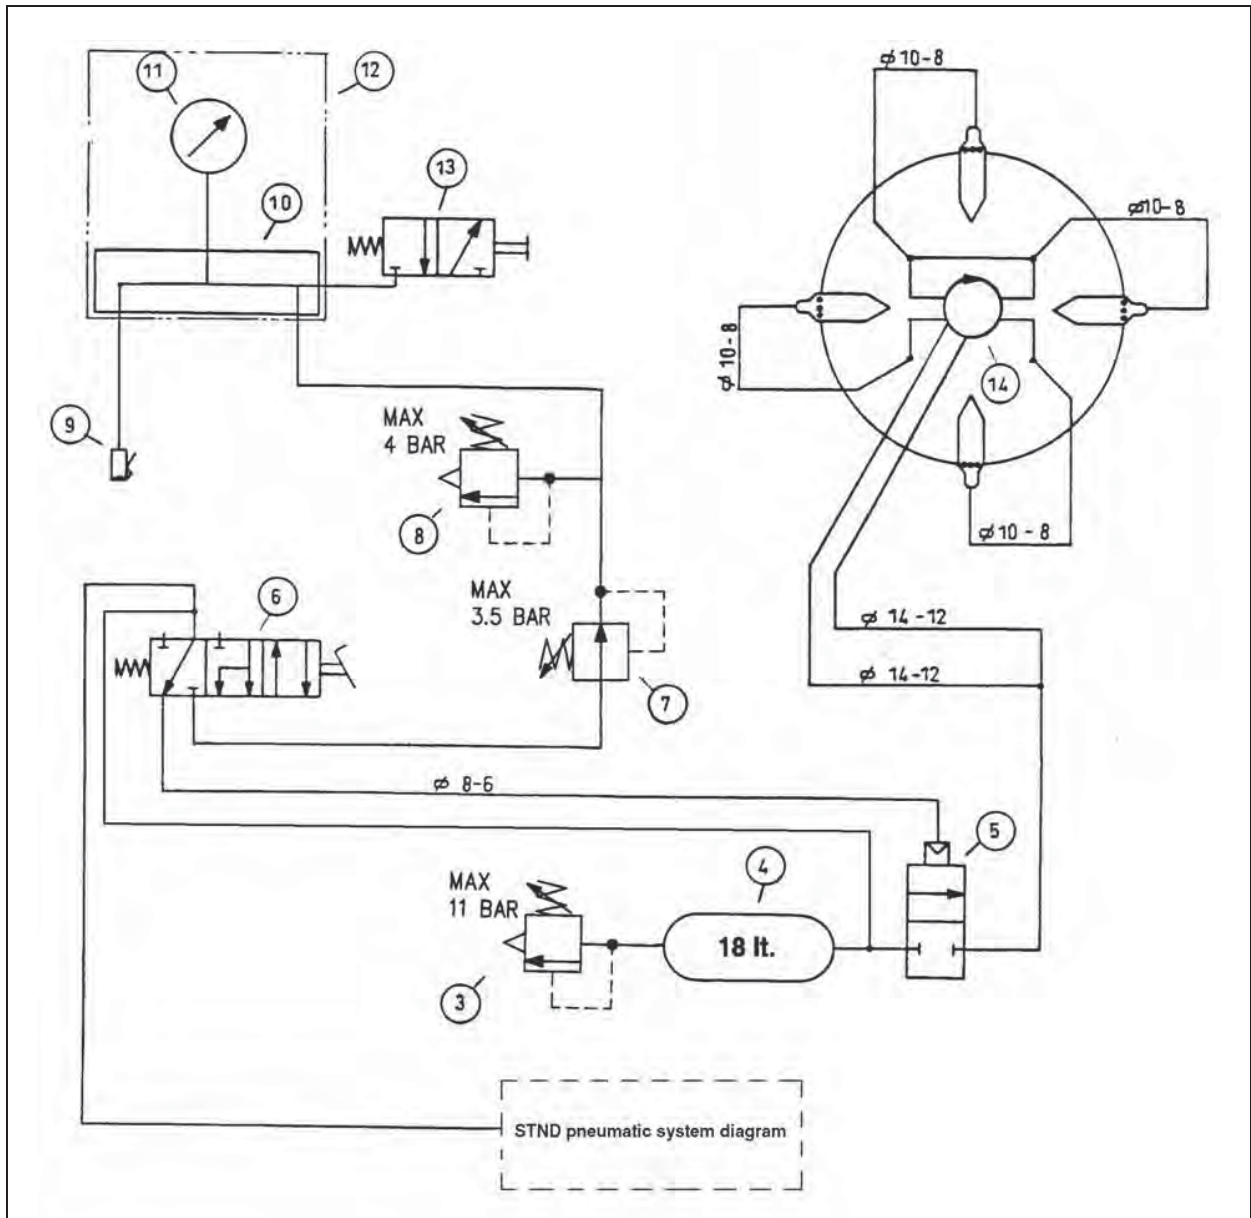 11
12
13
10
9
MAX
4 BAR
8
6
MAX
3.5 BAR
7
ø 8-6
MAX
11 BAR
3
4
18 lt.
5
STND pneumatic system diagram
ø10-8
ø10-8
ø 10-8
14
ø10-8
ø 14-12
ø 14-12